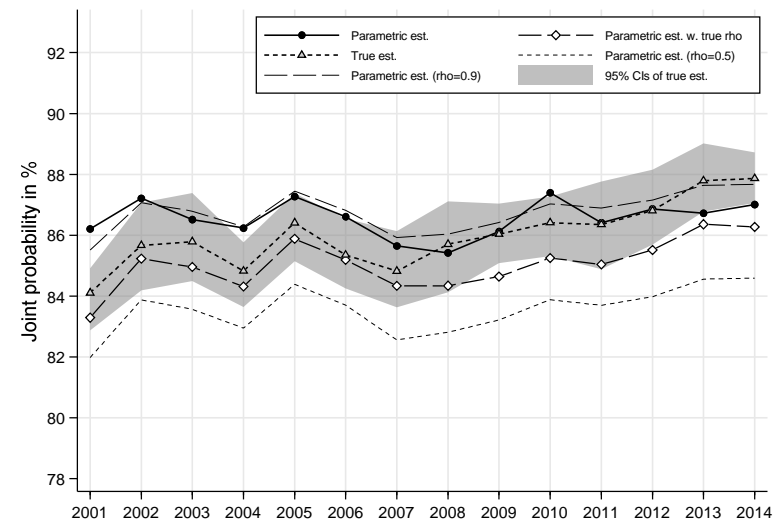 Parametric est.
Parametric est. w. true rho
True est.
Parametric est. (rho=0.5)
Parametric est. (rho=0.9)
95% CIs of true est.
Joint probability in %
92
90
88
86
84
82
80
78
2001 2002 2003 2004 2005 2006 2007 2008 2009 2010 2011 2012 2013 2014